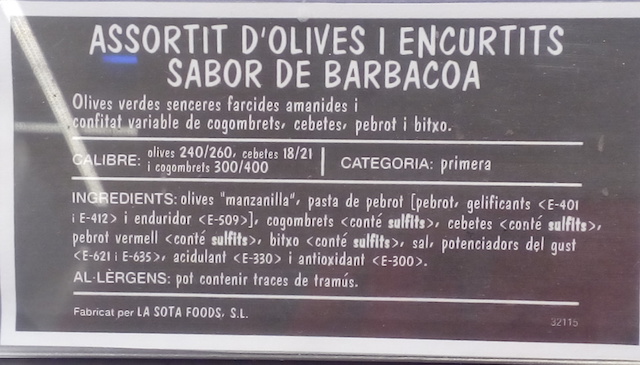 ASSORTIT D'OLIVES I ENCURTITS
SABOR DE BARBACOA
Olives verdes senceres farcides amanides i
confitat variable de cogombrets, cebetes, pebrot i bitxo.
CALIBRE: olives 240/260, cebetes 18/21
i cogombrets 300/400
CATEGORIA: primera
INGREDIENTS: olives "manzanilla", pasta de pebrot [pebrot, gelificants <E-401
i E-412> i enduridor <E-509>], cogombrets <conté sulfits>, cebetes <conté sulfits>,
pebrot vermell <conté sulfits>, bitxo <conté sulfits>, sal, potenciadors del gust
<E-621 i E-635>, acidulant <E-330> i antioxidant <E-300>.
AL·LÈRGENS: pot contenir traces de tramús.
Fabricat per LA SOTA FOODS, S.L.
32115